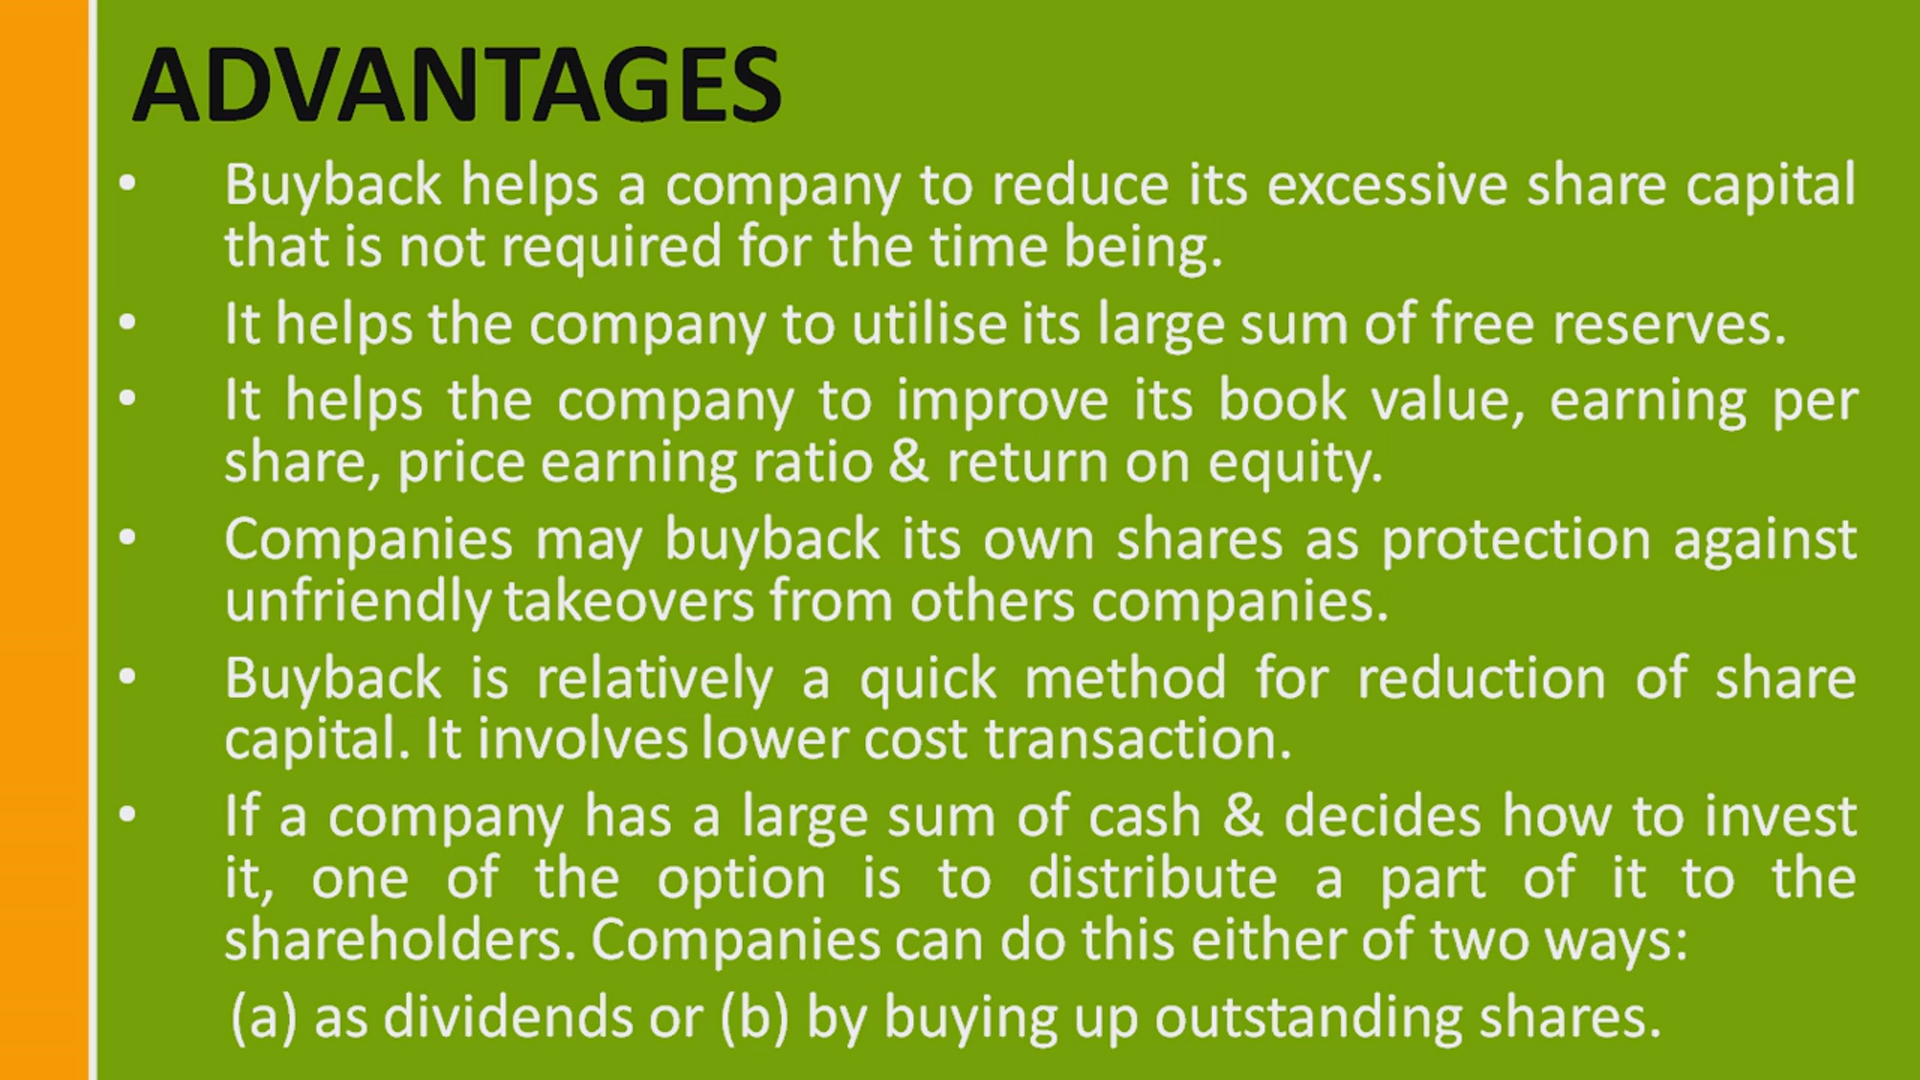 ADVANTAGES
• Buyback helps a company to reduce its excessive share capital
that is not required for the time being.
• It helps the company to utilise its large sum of free reserves.
• It helps the company to improve its book value, earning per
share, price earning ratio & return on equity.
• Companies may buyback its own shares as protection against
unfriendly takeovers from others companies.
• Buyback is relatively a quick method for reduction of share
capital. It involves lower cost transaction.
• If a company has a large sum of cash & decides how to invest
it, one of the option is to distribute a part of it to the
shareholders. Companies can do this either of two ways:
(a) as dividends or (b) by buying up outstanding shares.